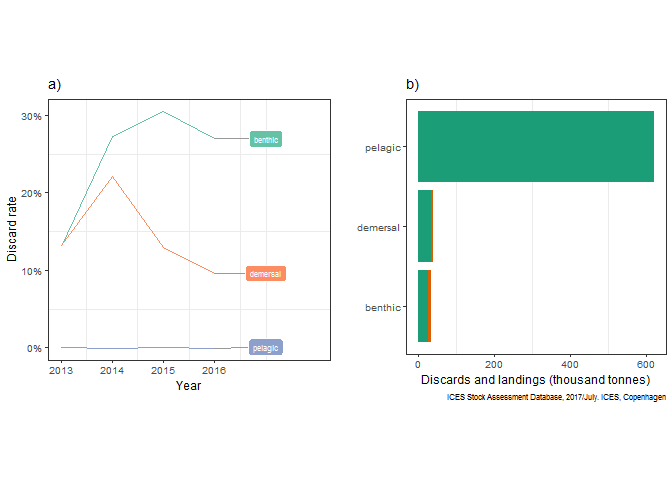 a)
Discard rate
30%
20%
10%
0%
benthic
demersal
pelagic
2013 2014 2015 2016
Year
b)
pelagic
demersal
benthic
0 200 400 600
Discards and landings (thousand tonnes)
ICES Stock Assessment Database, 2017/July. ICES, Copenhagen